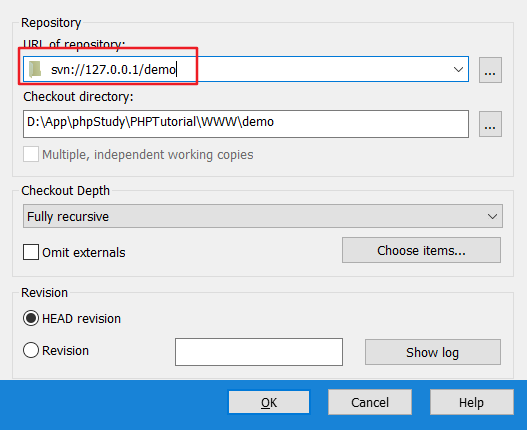 Repository
URL of repository:
svn://127.0.0.1/demo
...
Checkout directory:
D:\App\phpStudy\PHPTutorial\WWW\demo
...
Multiple, independent working copies
Checkout Depth
Fully recursive
Omit externals
Choose items...
Revision
HEAD revision
Revision
Show log
OK
Cancel
Help